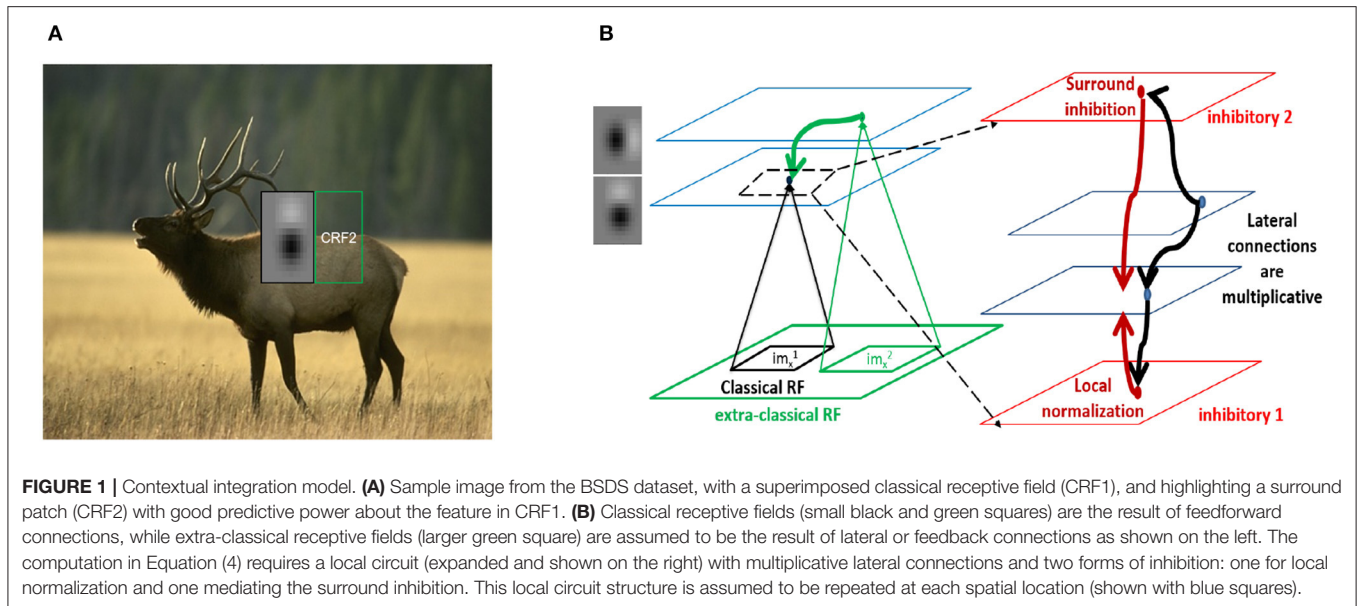 A
B
CRF2
Surround
inhibition
inhibitory 2
Lateral
connections
are
multiplicative
im_x^1
im_x^2
Classical RF
extra-classical RF
Local
normalization
inhibitory 1
FIGURE 1 | Contextual integration model. (A) Sample image from the BSDS dataset, with a superimposed classical receptive field (CRF1), and highlighting a surround
patch (CRF2) with good predictive power about the feature in CRF1. (B) Classical receptive fields (small black and green squares) are the result of feedforward
connections, while extra-classical receptive fields (larger green square) are assumed to be the result of lateral or feedback connections as shown on the left. The
computation in Equation (4) requires a local circuit (expanded and shown on the right) with multiplicative lateral connections and two forms of inhibition: one for local
normalization and one mediating the surround inhibition. This local circuit structure is assumed to be repeated at each spatial location (shown with blue squares).